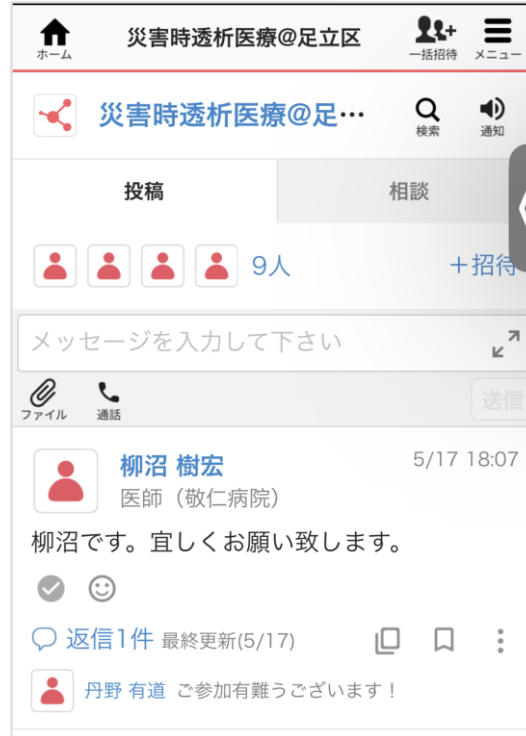 災害時透析医療@足立区
一括招待
ホーム
メニュー
災害時透析医療@足…
検索
通知
投稿
相談
9人
+招待
メッセージを入力して下さい
ファイル
通話
送信
柳沼 樹宏
5/17 18:07
医師（敬仁病院）
柳沼です。宜しくお願い致します。
返信1件 最終更新(5/17)
丹野 有道 ご参加有難うございます！